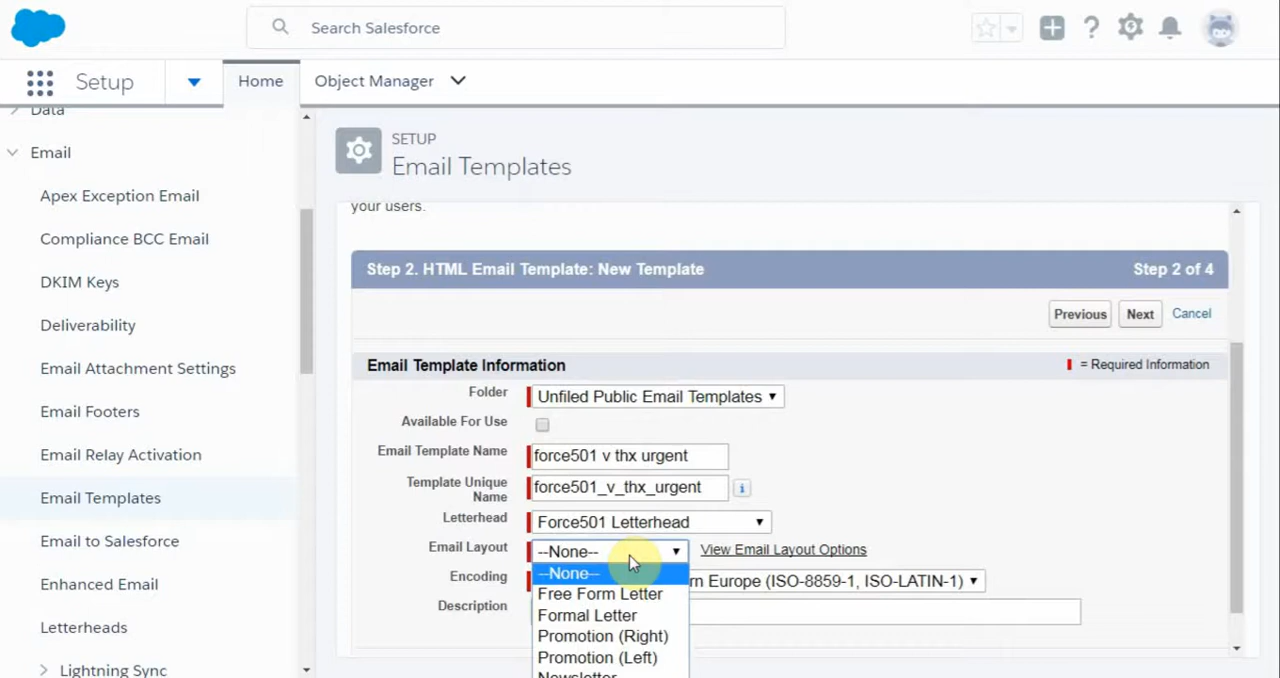 Search Salesforce
Setup
Home
Object Manager
Data
Email
Apex Exception Email
Compliance BCC Email
DKIM Keys
Deliverability
Email Attachment Settings
Email Footers
Email Relay Activation
Email Templates
Email to Salesforce
Enhanced Email
Letterheads
Lightning Sync
SETUP
Email Templates
your users.
Step 2. HTML Email Template: New Template Step 2 of 4
Previous Next Cancel
Email Template Information = Required Information
Folder Unfiled Public Email Templates
Available For Use
Email Template Name force501 v thx urgent
Template Unique Name force501_v_thx_urgent i
Letterhead Force501 Letterhead
Email Layout --None-- View Email Layout Options
--None--
Free Form Letter
Formal Letter
Promotion (Right)
Promotion (Left)
Newsletter
Encoding Europe (ISO-8859-1, ISO-LATIN-1)
Description